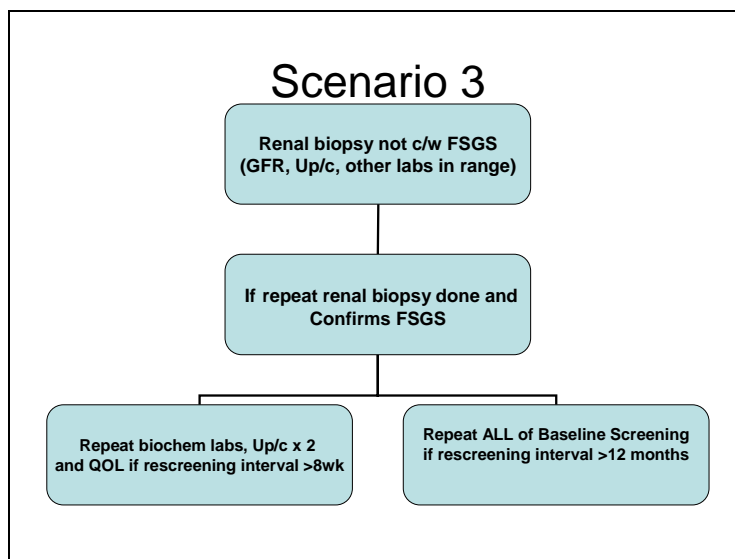 Scenario 3
Renal biopsy not c/w FSGS
(GFR, Up/c, other labs in range)
If repeat renal biopsy done and
Confirms FSGS
Repeat biochem labs, Up/c x 2
and QOL if rescreening interval >8wk
Repeat ALL of Baseline Screening
if rescreening interval >12 months